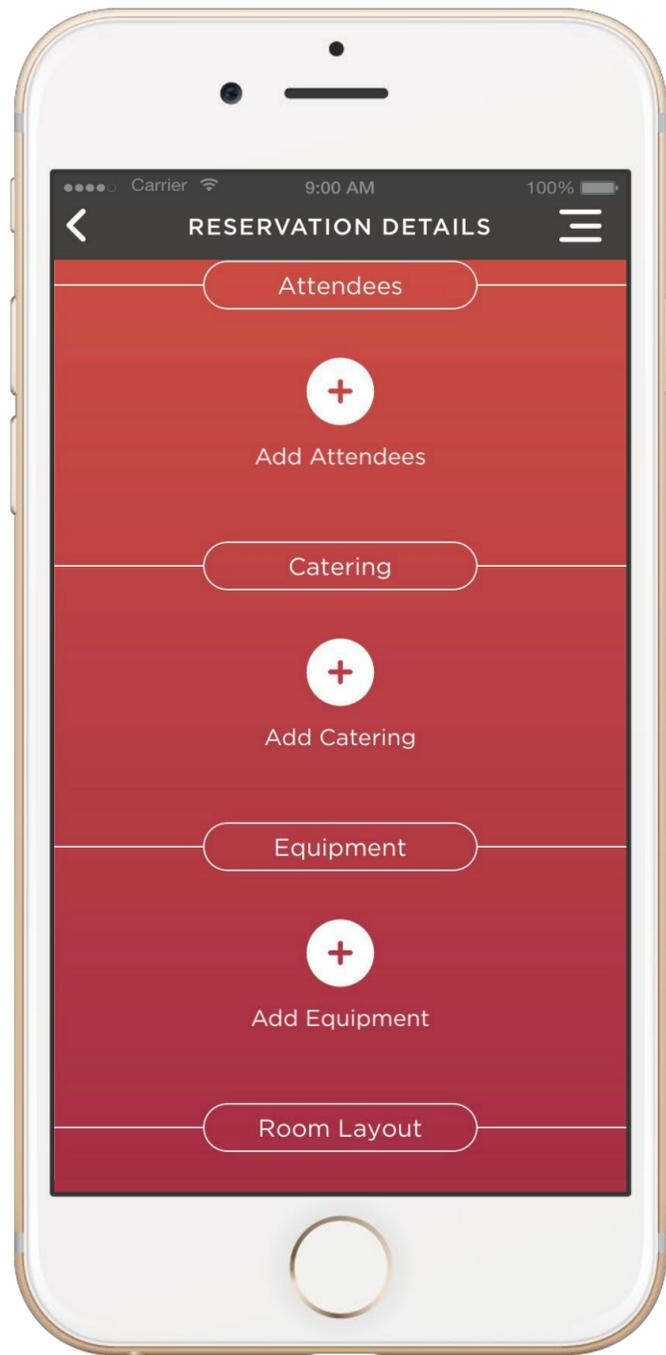 Carrier 9:00 AM 100%
RESERVATION DETAILS
Attendees
+
Add Attendees
Catering
+
Add Catering
Equipment
+
Add Equipment
Room Layout